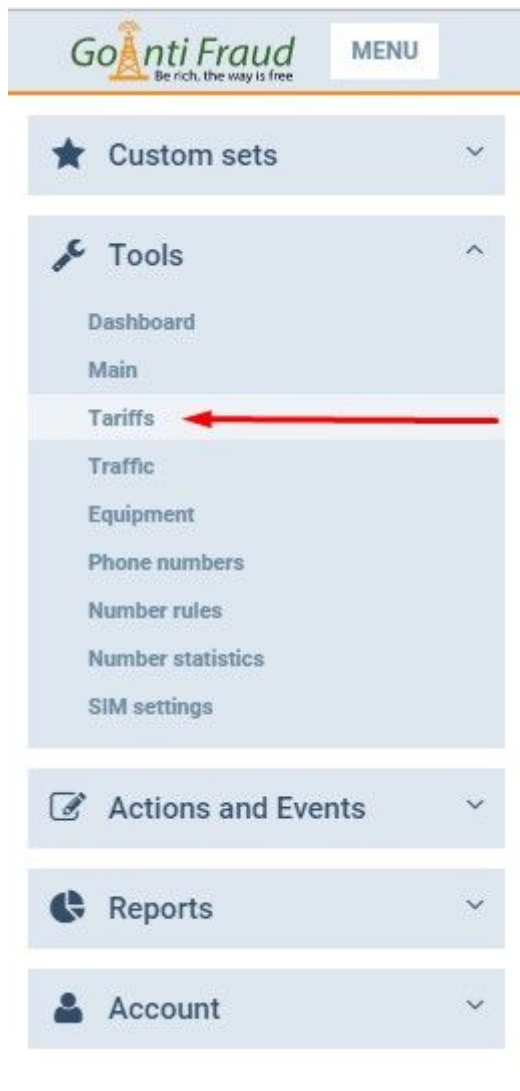 GoAnti Fraud
Be rich, the way is free
MENU
Custom sets
Tools
Dashboard
Main
Tariffs
Traffic
Equipment
Phone numbers
Number rules
Number statistics
SIM settings
Actions and Events
Reports
Account